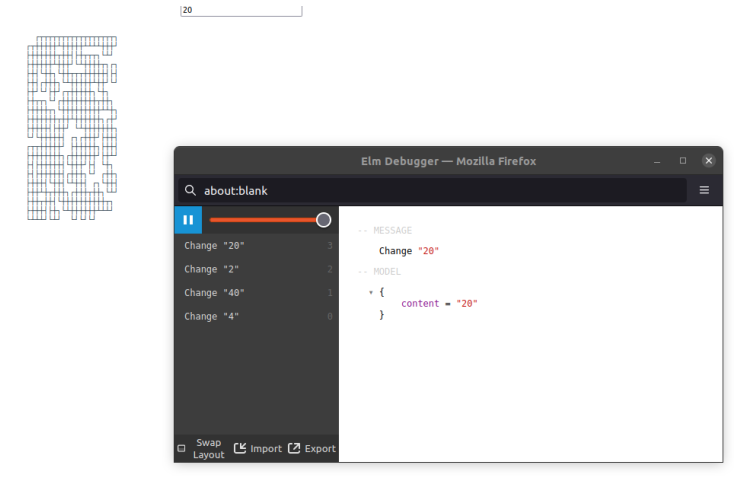 20
Elm Debugger — Mozilla Firefox
about:blank
Change "20" 3
Change "2" 2
Change "40" 1
Change "4" 0
Swap Layout
Import
Export
-- MESSAGE
Change "20"
-- MODEL
{
content = "20"
}